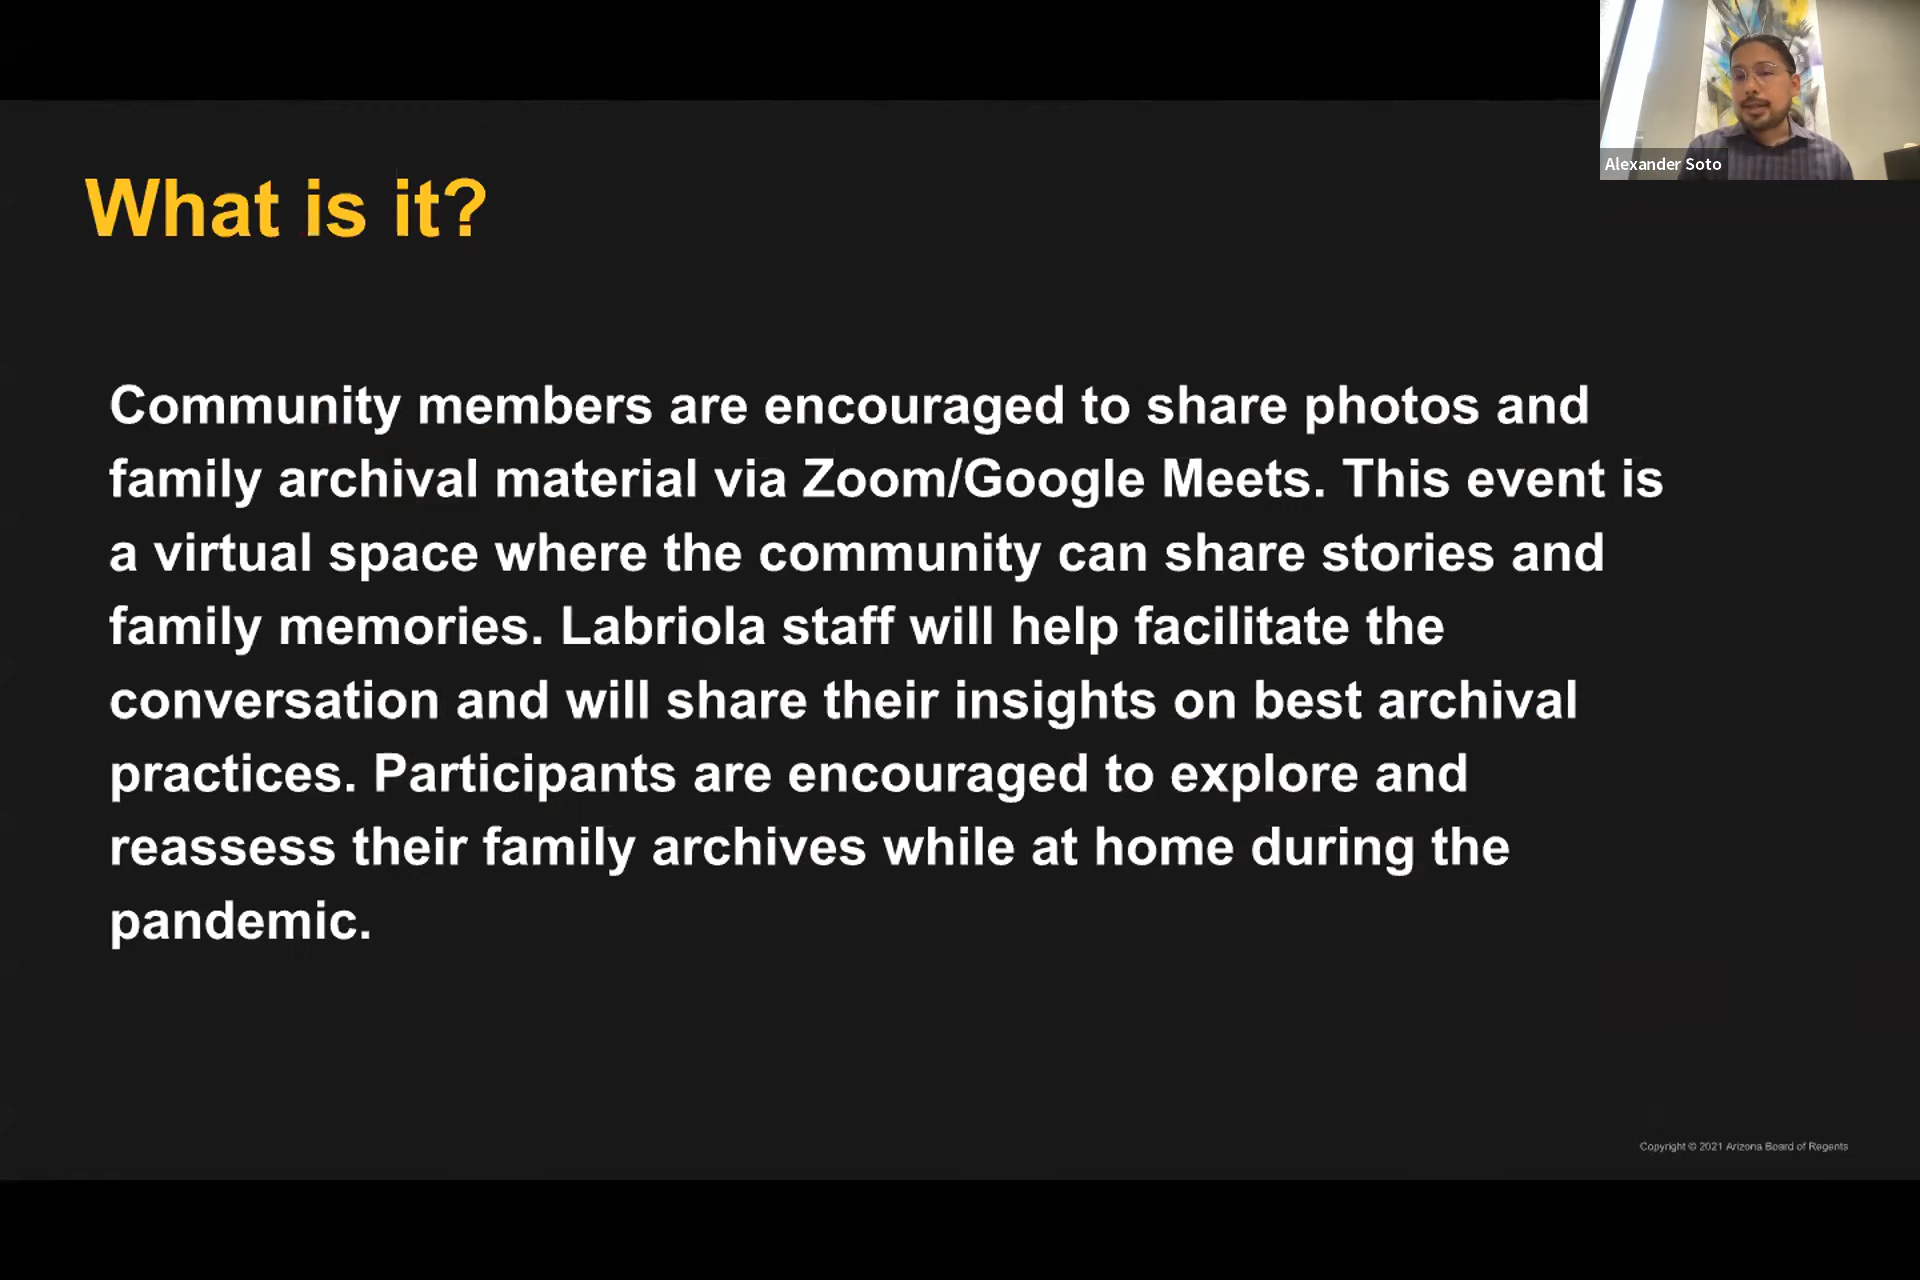 Alexander Soto
What is it?
Community members are encouraged to share photos and
family archival material via Zoom/Google Meets. This event is
a virtual space where the community can share stories and
family memories. Labriola staff will help facilitate the
conversation and will share their insights on best archival
practices. Participants are encouraged to explore and
reassess their family archives while at home during the
pandemic.
Copyright © 2021 Arizona Board of Regents